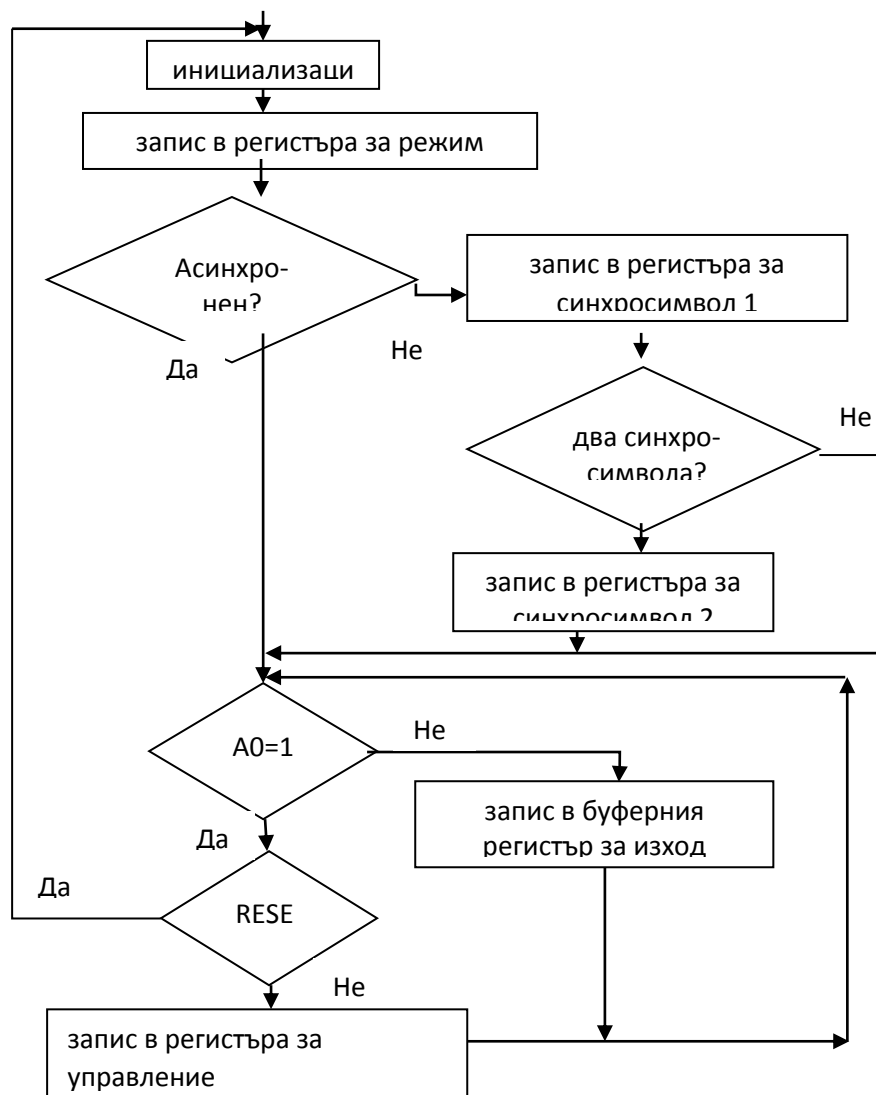 инициализаци
запис в регистъра за режим
Асинхро-
нен?
запис в регистъра за
синхросимвол 1
Да
Не
два синхро-
символа?
Не
запис в регистъра за
синхросимвол 2
A0=1
Не
запис в буферния
регистър за изход
Да
Да
RESE
Не
запис в регистъра за
управление